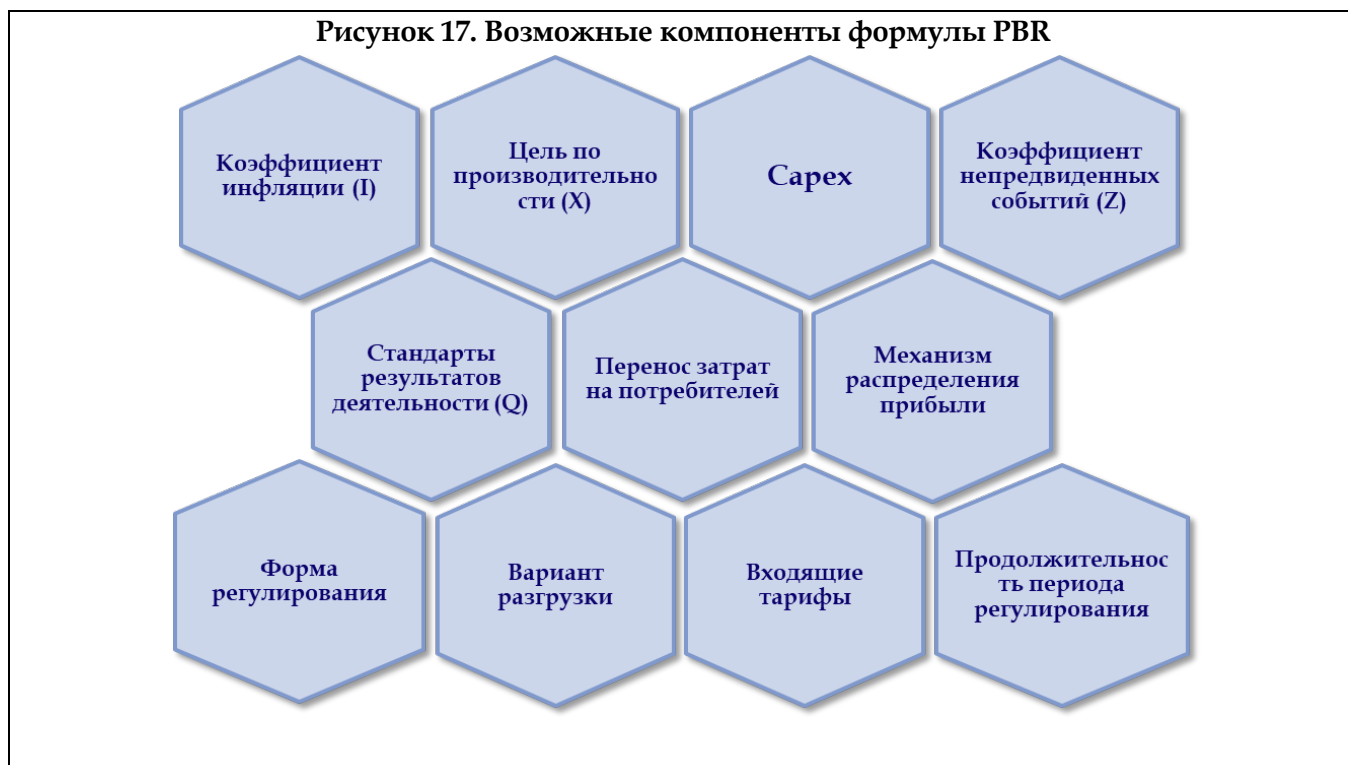 Рисунок 17. Возможные компоненты формулы PBR
Коэффициент
инфляции (I)
Цель по
производительно
сти (X)
Capex
Коэффициент
непредвиденных
событий (Z)
Стандарты
результатов
деятельности (Q)
Перенос затрат
на потребителей
Механизм
распределения
прибыли
Форма
регулирования
Вариант
разгрузки
Входящие
тарифы
Продолжительнос
ть периода
регулирования